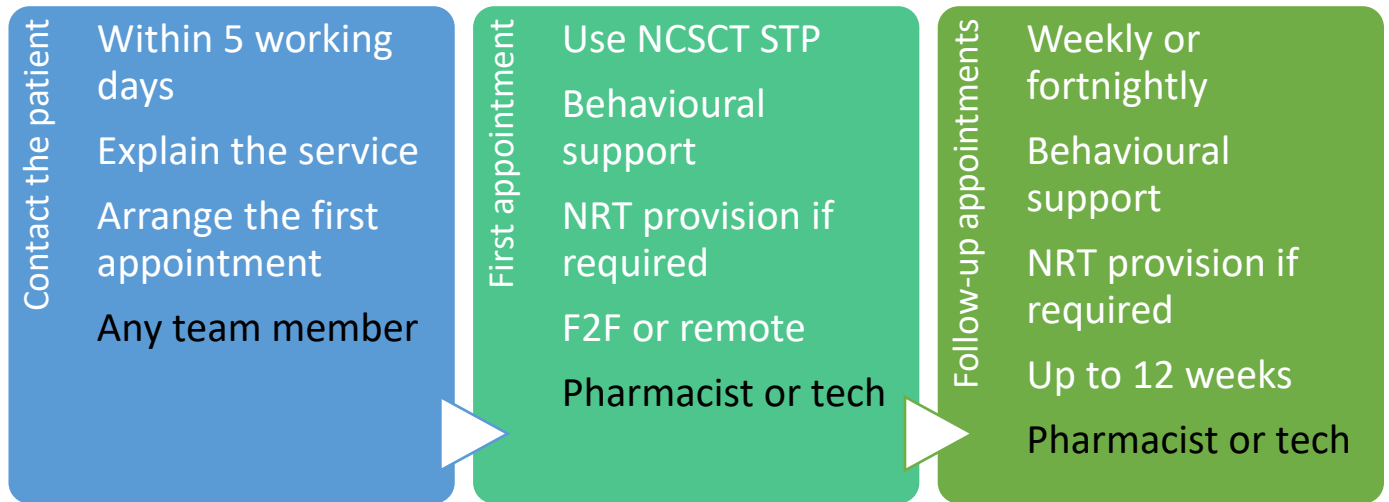 Contact the patient
Within 5 working
days
Explain the service
Arrange the first
appointment
Any team member
First appointment
Use NCSCT STP
Behavioural
support
NRT provision if
required
F2F or remote
Pharmacist or tech
Follow-up appointments
Weekly or
fortnightly
Behavioural
support
NRT provision if
required
Up to 12 weeks
Pharmacist or tech